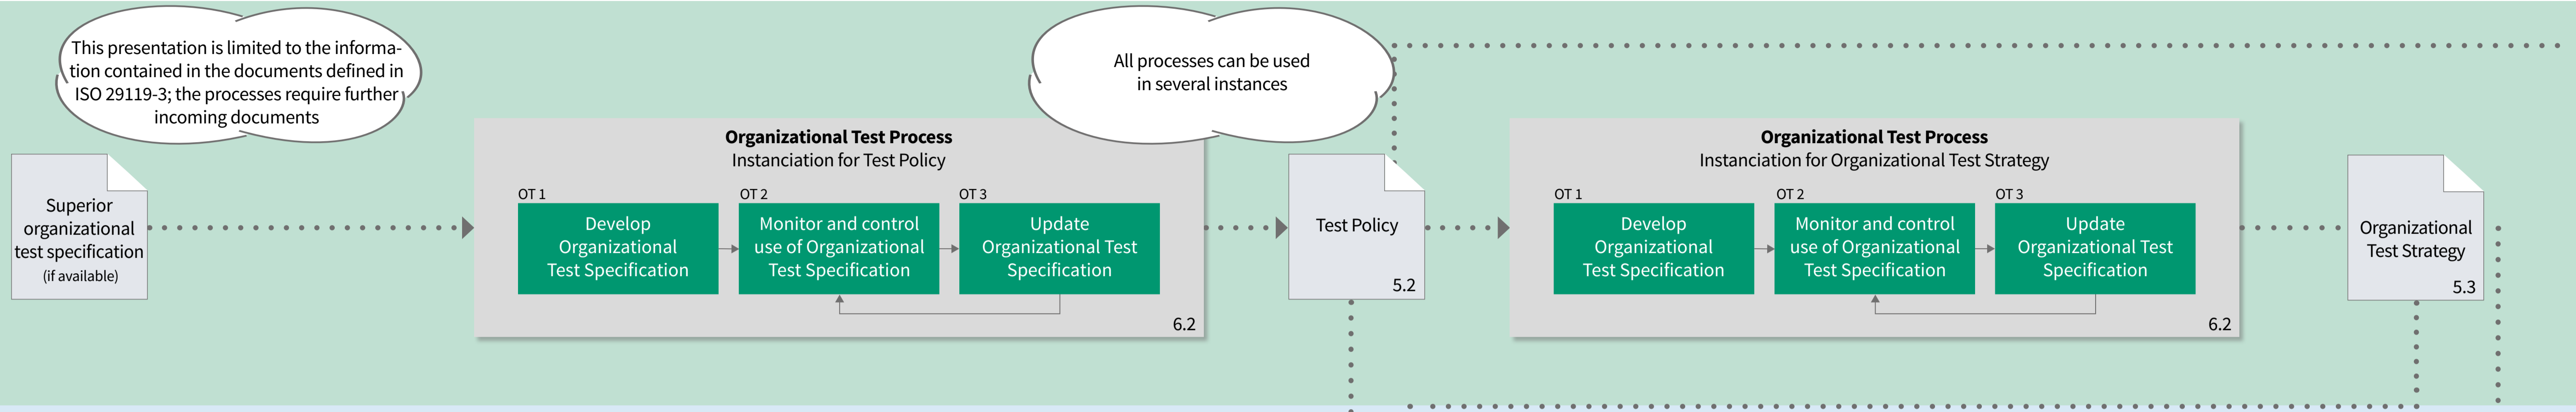 This presentation is limited to the informa-
tion contained in the documents defined in
ISO 29119-3; the processes require further
incoming documents
All processes can be used
in several instances
Superior
organizational
test specification
(if available)
Organizational Test Process
Instanciation for Test Policy
OT 1
Develop
Organizational
Test Specification
OT 2
Monitor and control
use of Organizational
Test Specification
OT 3
Update
Organizational Test
Specification
6.2
Test Policy
5.2
Organizational Test Process
Instanciation for Organizational Test Strategy
OT 1
Develop
Organizational
Test Specification
OT 2
Monitor and control
use of Organizational
Test Specification
OT 3
Update
Organizational Test
Specification
6.2
Organizational
Test Strategy
5.3